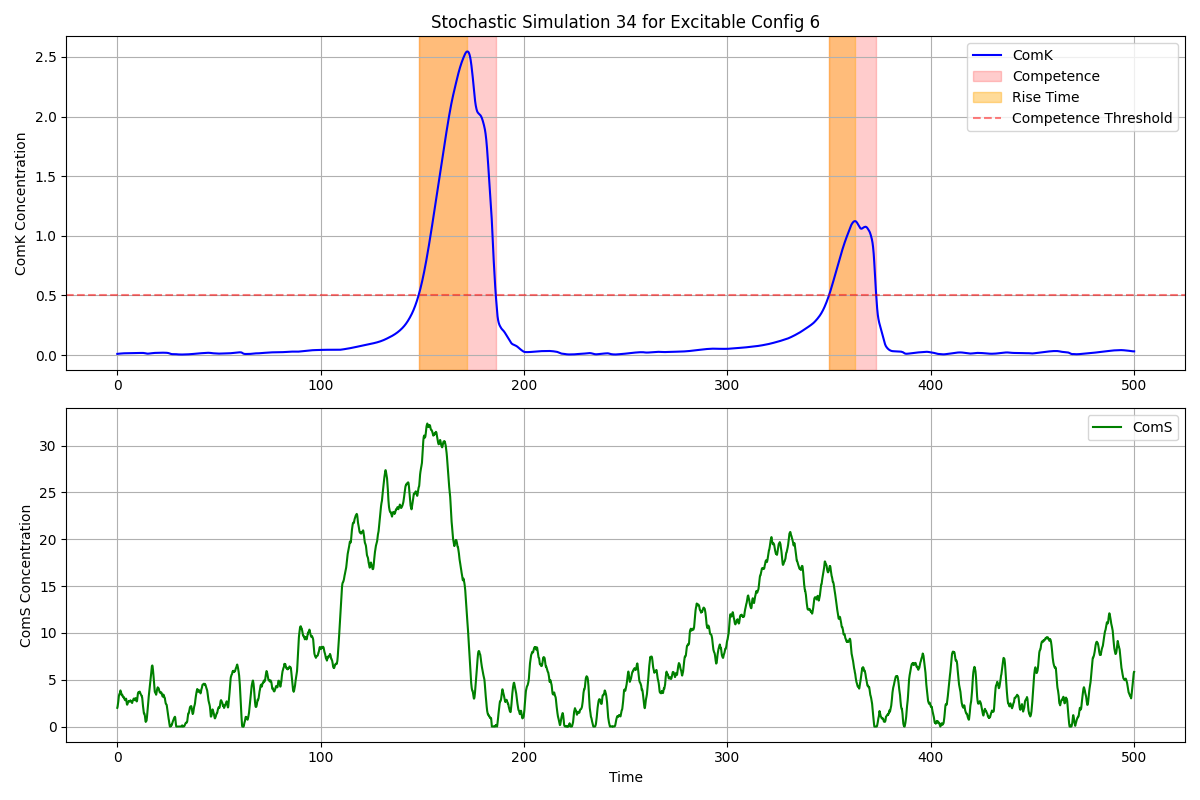 Stochastic Simulation 34 for Excitable Config 6
ComK Concentration
2.5
2.0
1.5
1.0
0.5
0.0
ComK
Competence
Rise Time
Competence Threshold
0 100 200 300 400 500
ComS Concentration
30
25
20
15
10
5
0
ComS
0 100 200 300 400 500
Time